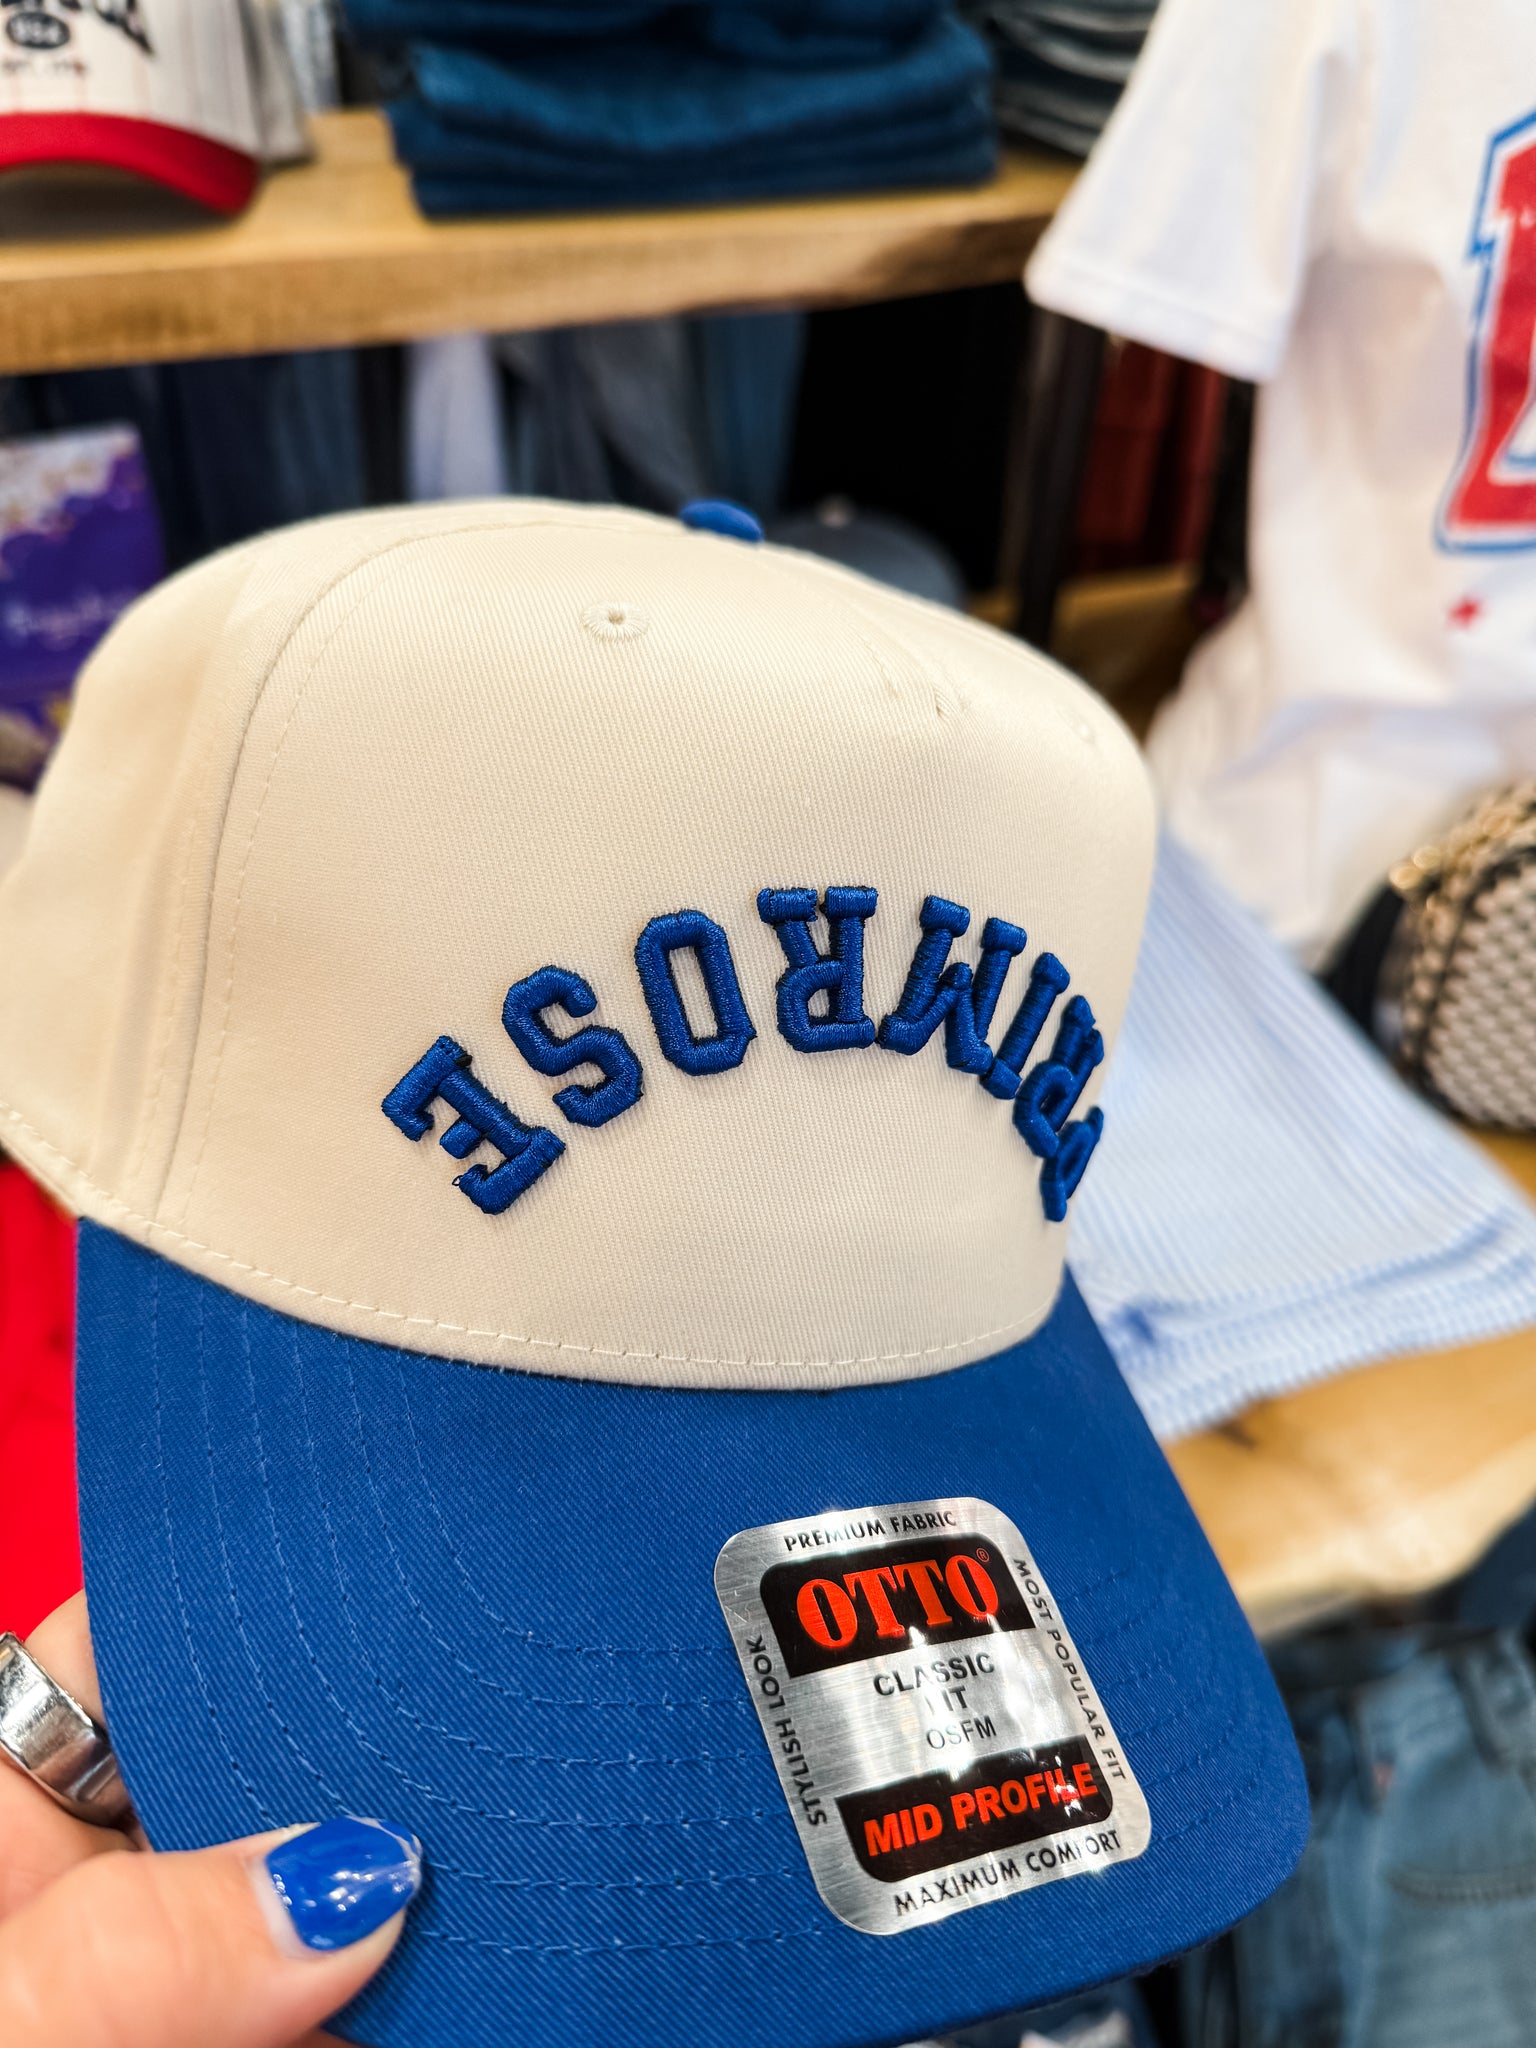 PRIMROSE
PREMIUM FABRIC
OTTO®
CLASSIC
FIT
OSFM
MID PROFILE
MAXIMUM COMFORT
STYLISH LOOK
MOST POPULAR FIT